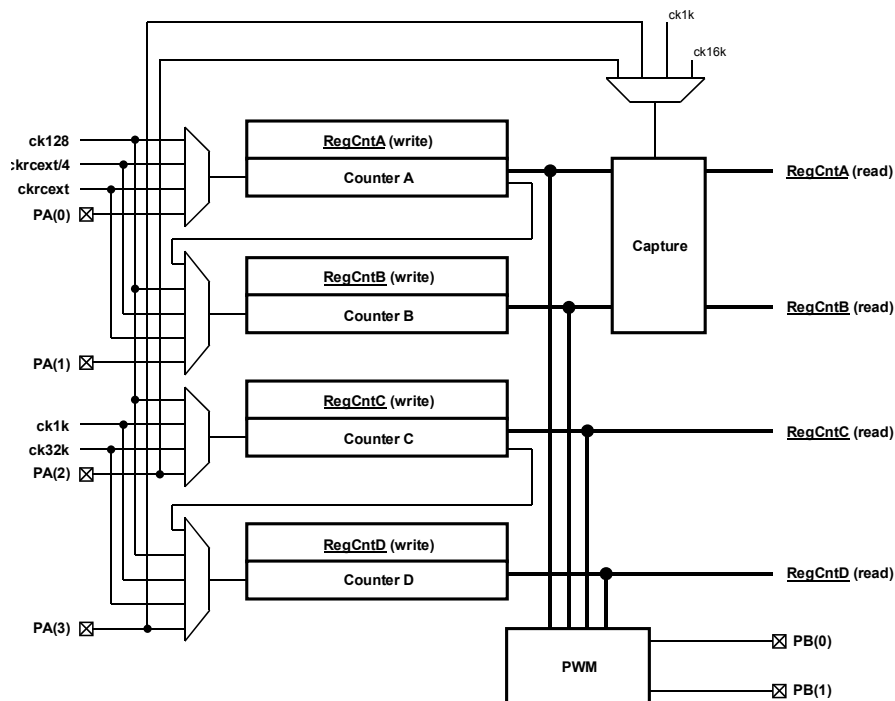 ck1k
ck16k
ck128
RegCntA (write)
ckrcext/4
Counter A
RegCntA (read)
ckrcext
PA(0)
Capture
RegCntB (write)
Counter B
RegCntB (read)
PA(1)
RegCntC (write)
ck1k
Counter C
RegCntC (read)
ck32k
PA(2)
RegCntD (write)
Counter D
RegCntD (read)
PA(3)
PB(0)
PWM
PB(1)